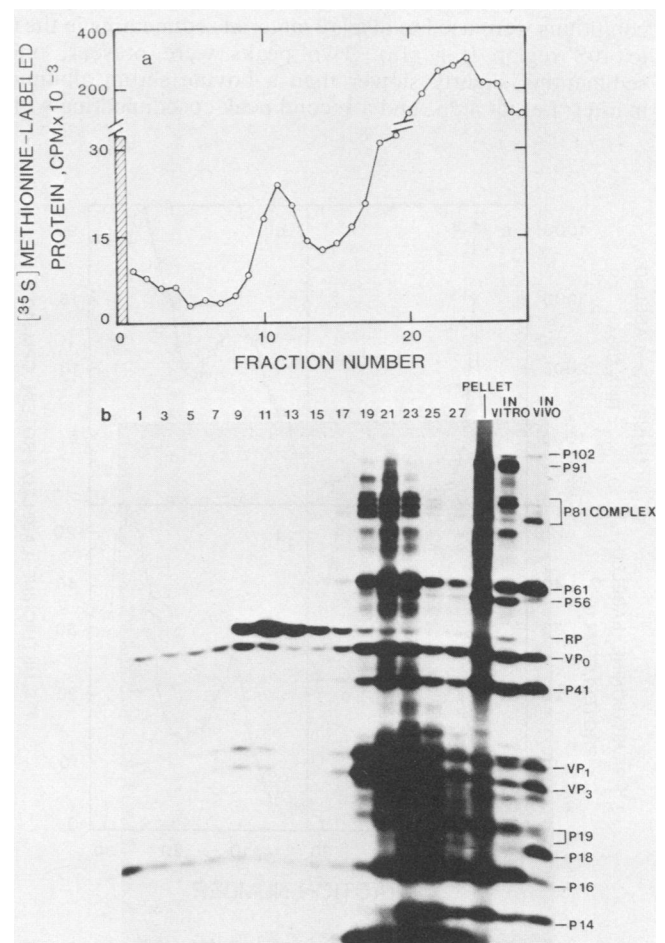 400
200
30
15
0
a
[³⁵S] METHIONINE-LABELED
PROTEIN, CPM x 10⁻³
0 10 20
FRACTION NUMBER
b 1 3 5 7 9 11 13 15 17 19 21 23 25 27 PELLET IN VITRO IN VIVO
P102
P91
P81 COMPLEX
P61
P56
RP
VP₀
P41
VP₁
VP₃
P19
P18
P16
P14